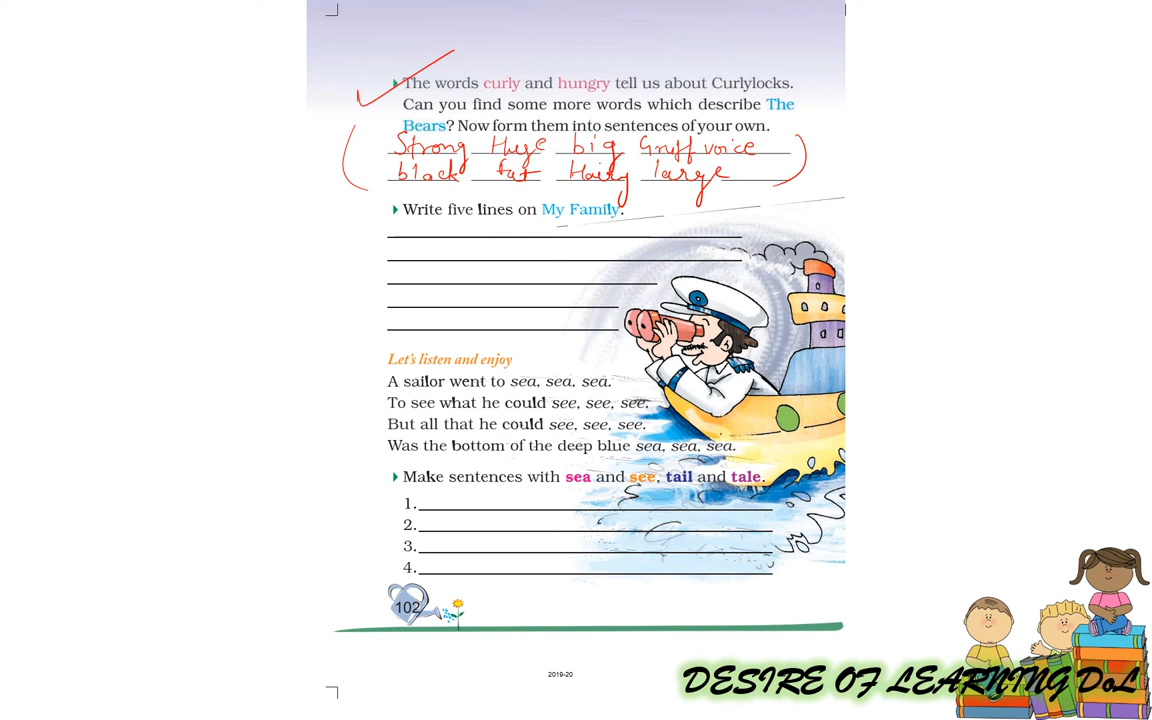 The words curly and hungry tell us about Curlylocks.
Can you find some more words which describe The
Bears? Now form them into sentences of your own.
Strong Huge big Gruff voice
black fat Hairy large
Write five lines on My Family.
Let's listen and enjoy
A sailor went to sea, sea, sea.
To see what he could see, see, see.
But all that he could see, see, see.
Was the bottom of the deep blue sea, sea, sea.
Make sentences with sea and see, tail and tale.
1.
2.
3.
4.
102
2019-20
DESIRE OF LEARNING DoL